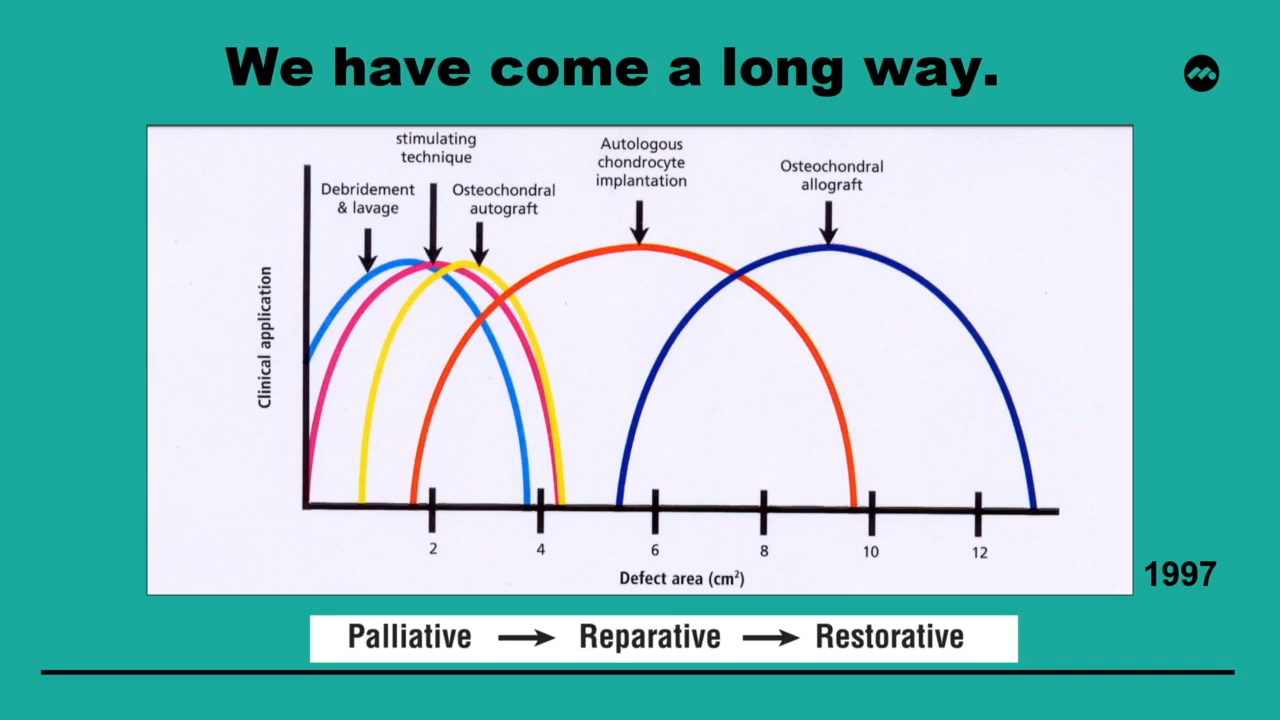 We have come a long way.
stimulating
technique
Autologous
chondrocyte
implantation
Osteochondral
allograft
Debridement
& lavage
Osteochondral
autograft
Clinical application
2
4
6
8
10
12
Defect area (cm²)
1997
Palliative → Reparative → Restorative